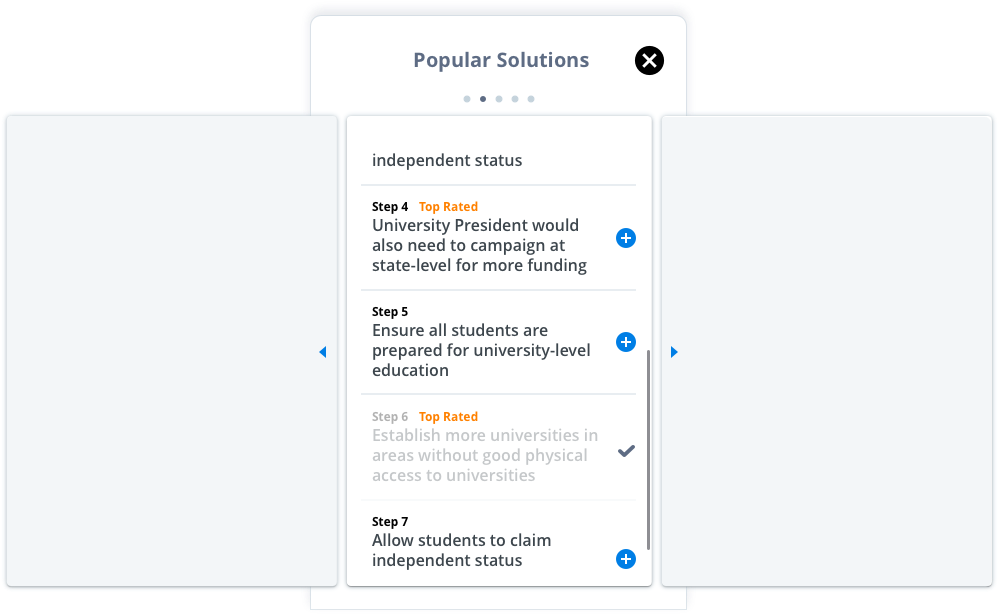 Popular Solutions
independent status
Step 4 Top Rated
University President would
also need to campaign at
state-level for more funding
Step 5
Ensure all students are
prepared for university-level
education
Step 6 Top Rated
Establish more universities in
areas without good physical
access to universities
Step 7
Allow students to claim
independent status